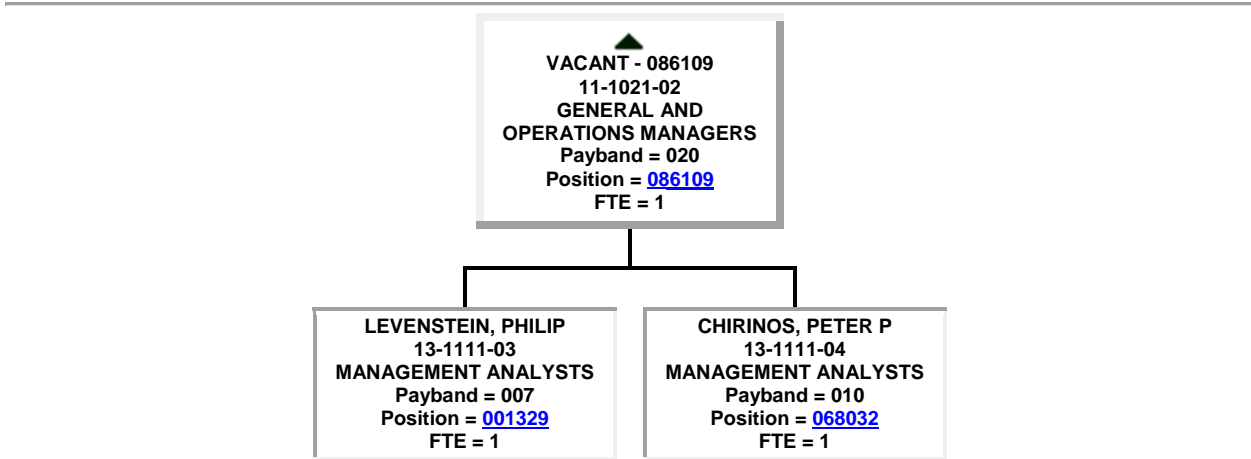 VACANT - 086109
11-1021-02
GENERAL AND
OPERATIONS MANAGERS
Payband = 020
Position = 086109
FTE = 1
LEVENSTEIN, PHILIP
13-1111-03
MANAGEMENT ANALYSTS
Payband = 007
Position = 001329
FTE = 1
CHIRINOS, PETER P
13-1111-04
MANAGEMENT ANALYSTS
Payband = 010
Position = 068032
FTE = 1